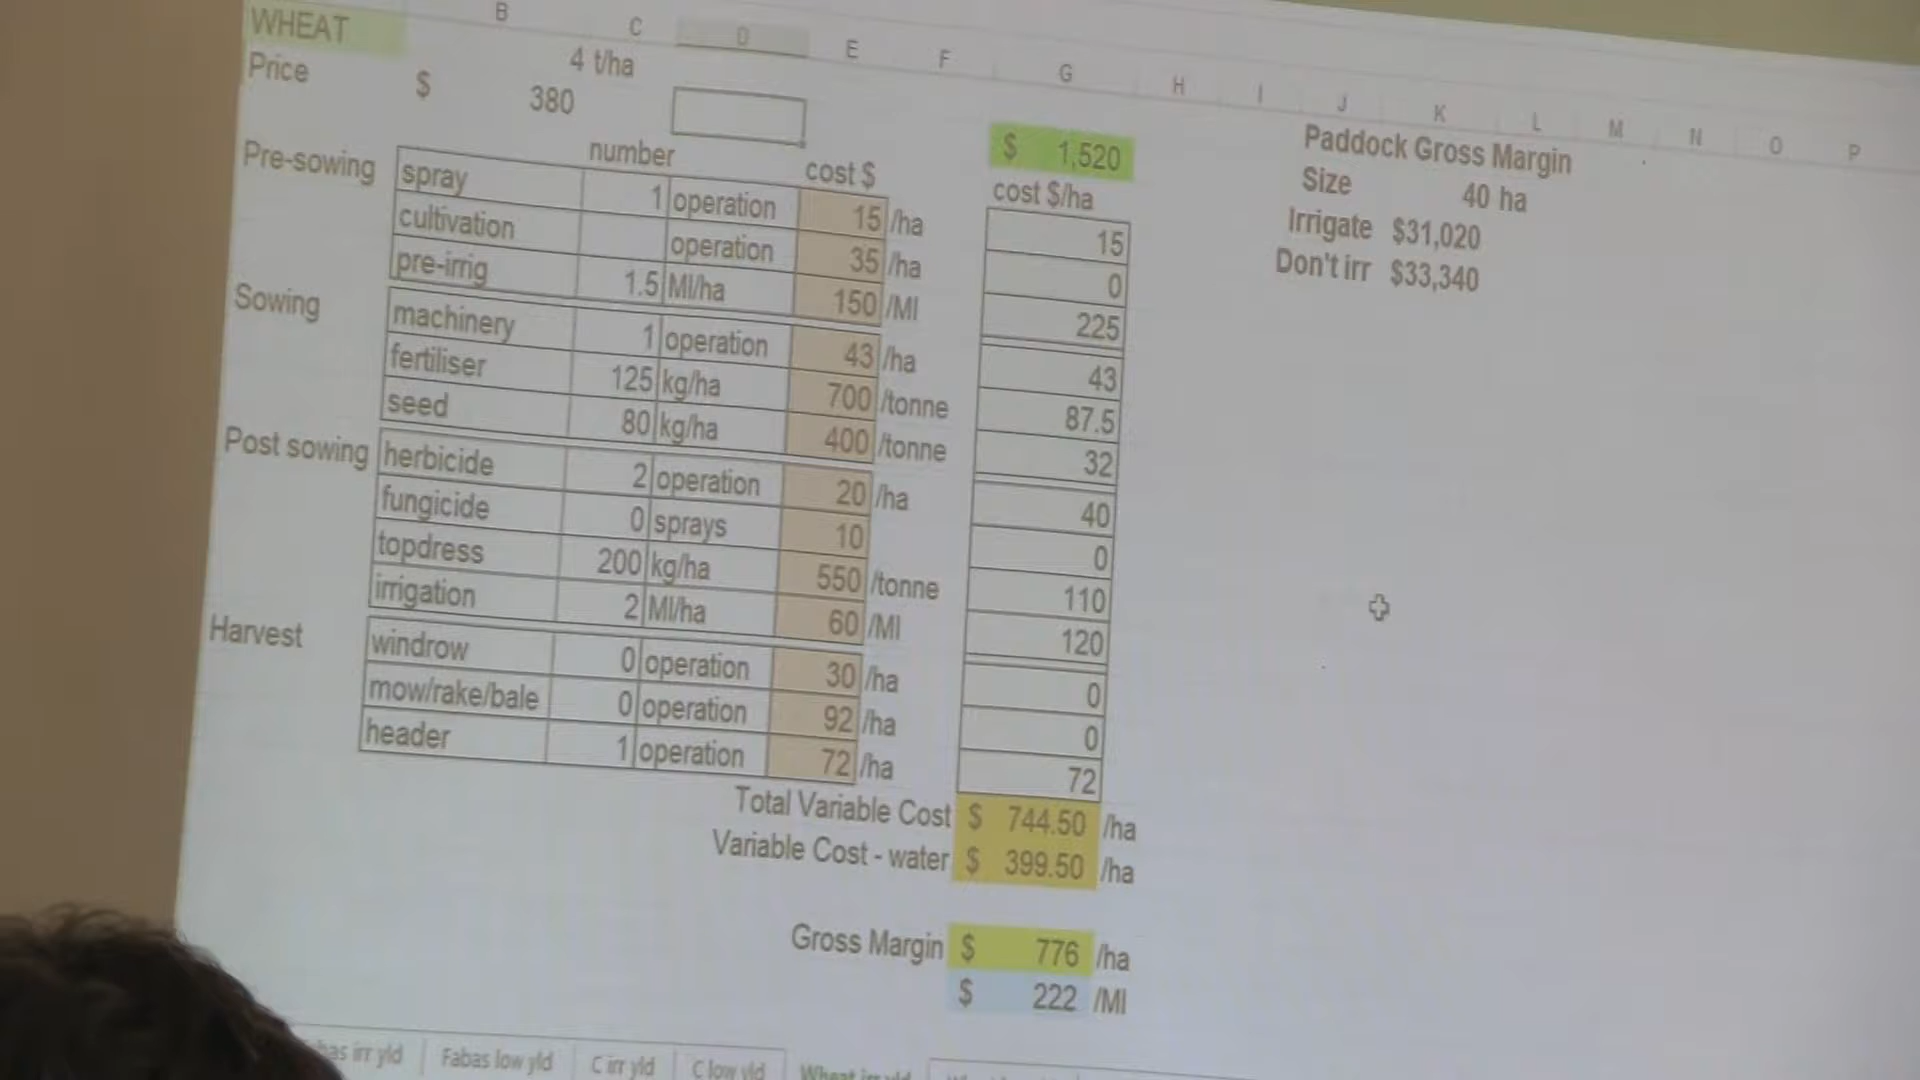 B C D E F G H I J K L M N O P
WHEAT 4 t/ha
Price $ 380 $ 1,520
number cost $ cost $/ha
Pre-sowing spray 1 operation 15 /ha 15
cultivation operation 35 /ha 0
pre-irrig 1.5 Ml/ha 150 /Ml 225
Sowing machinery 1 operation 43 /ha 43
fertiliser 125 kg/ha 700 /tonne 87.5
seed 80 kg/ha 400 /tonne 32
Post sowing herbicide 2 operation 20 /ha 40
fungicide 0 sprays 10 0
topdress 200 kg/ha 550 /tonne 110
irrigation 2 Ml/ha 60 /Ml 120
Harvest windrow 0 operation 30 /ha 0
mow/rake/bale 0 operation 92 /ha 0
header 1 operation 72 /ha 72
Total Variable Cost $ 744.50 /ha
Variable Cost - water $ 399.50 /ha
Gross Margin $ 776 /ha
$ 222 /Ml
Paddock Gross Margin
Size 40 ha
Irrigate $31,020
Don't irr $33,340
irr yld Fabas low yld C irr yld C low yld Wheat irr yld